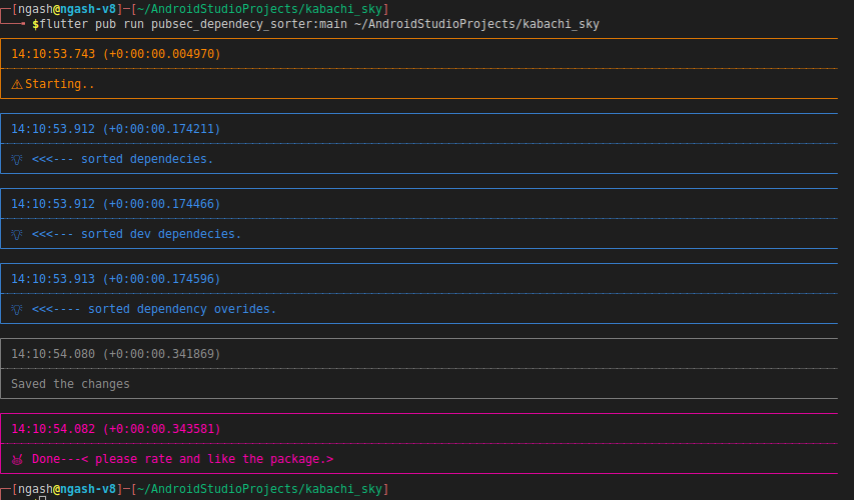 [ngash@ngash-v8]─[~/AndroidStudioProjects/kabachi_sky]
$flutter pub run pubsec_dependecy_sorter:main ~/AndroidStudioProjects/kabachi_sky
14:10:53.743 (+0:00:00.004970)
⚠Starting..
14:10:53.912 (+0:00:00.174211)
💡 <<<--- sorted dependecies.
14:10:53.912 (+0:00:00.174466)
💡 <<<--- sorted dev dependecies.
14:10:53.913 (+0:00:00.174596)
💡 <<<---- sorted dependency overides.
14:10:54.080 (+0:00:00.341869)
Saved the changes
14:10:54.082 (+0:00:00.343581)
Done---< please rate and like the package.>
[ngash@ngash-v8]─[~/AndroidStudioProjects/kabachi_sky]